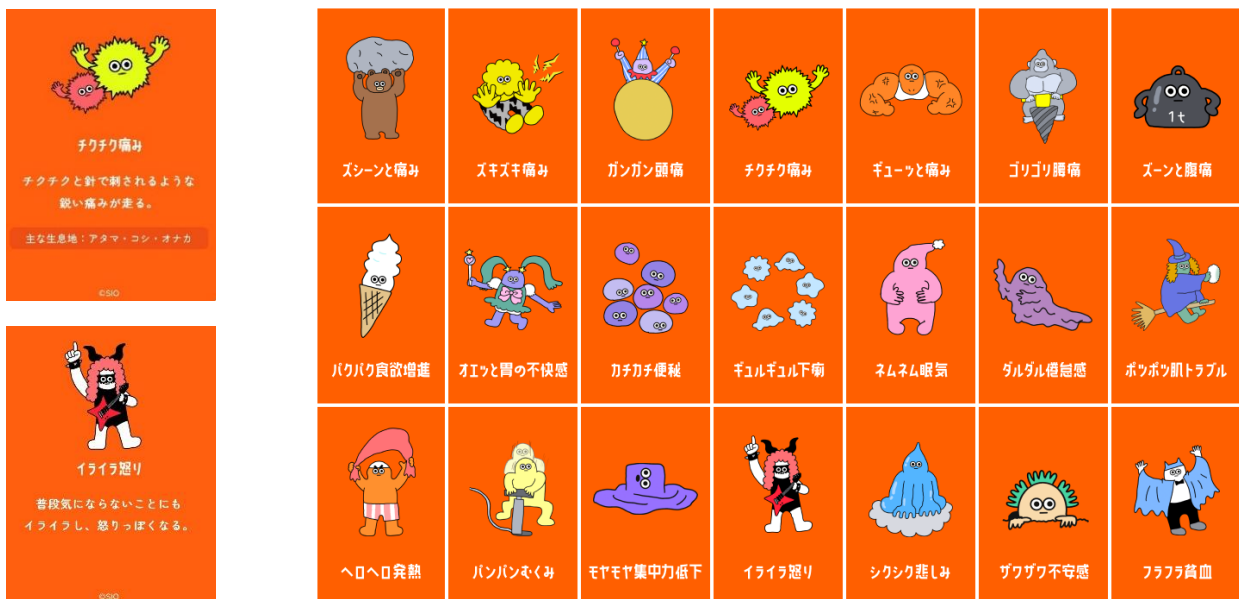 チクチク痛み
チクチクと針で刺されるような
鋭い痛みが走る。
主な生息地：アタマ・コシ・オナカ
©SIO
イライラ怒り
普段気にならないことにも
イライラし、怒りっぽくなる。
©SIO
ズシーンと痛み
ズキズキ痛み
ガンガン頭痛
チクチク痛み
ギューッと痛み
ゴリゴリ腰痛
ズーンと腹痛
1t
パクパク食欲増進
オエッと胃の不快感
カチカチ便秘
ギュルギュル下痢
ネムネム眠気
ダルダル倦怠感
ポツポツ肌トラブル
ヘロヘロ発熱
パンパンむくみ
モヤモヤ集中力低下
イライラ怒り
シクシク悲しみ
ザワザワ不安感
フラフラ貧血